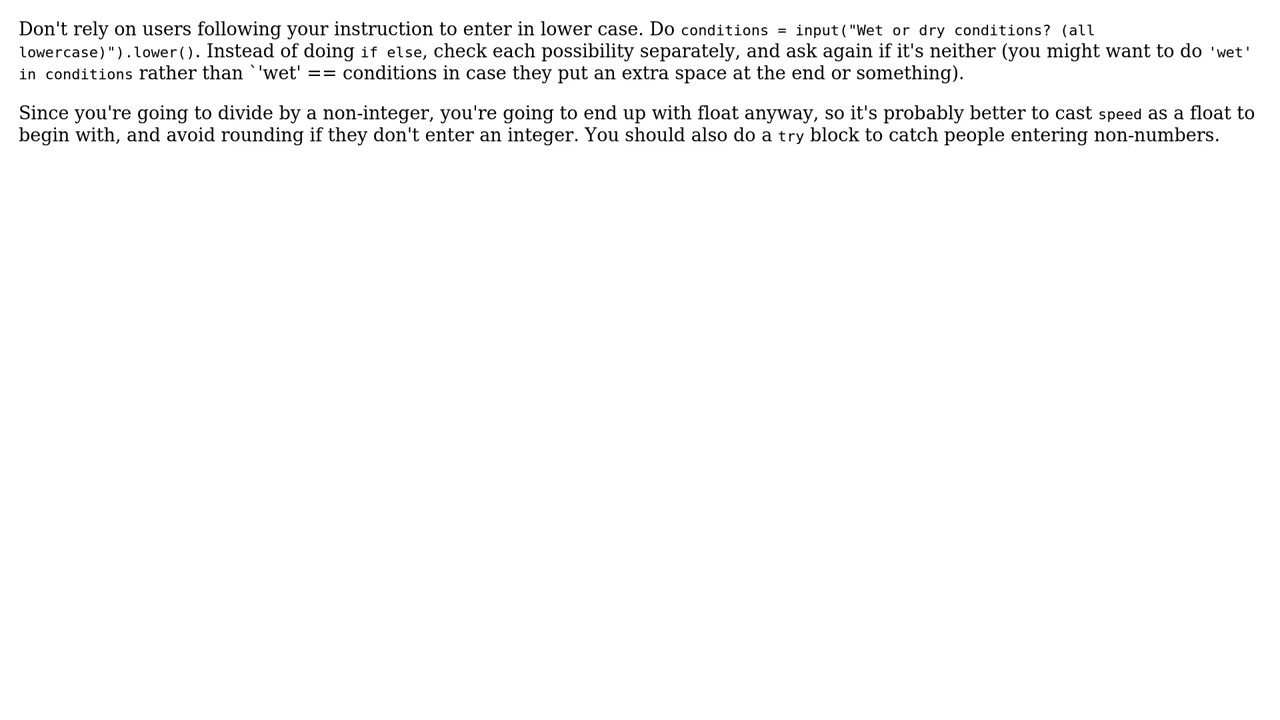 Don't rely on users following your instruction to enter in lower case. Do conditions = input("Wet or dry conditions? (all
lowercase)").lower(). Instead of doing if else, check each possibility separately, and ask again if it's neither (you might want to do 'wet'
in conditions rather than `'wet' == conditions in case they put an extra space at the end or something).
Since you're going to divide by a non-integer, you're going to end up with float anyway, so it's probably better to cast speed as a float to
begin with, and avoid rounding if they don't enter an integer. You should also do a try block to catch people entering non-numbers.